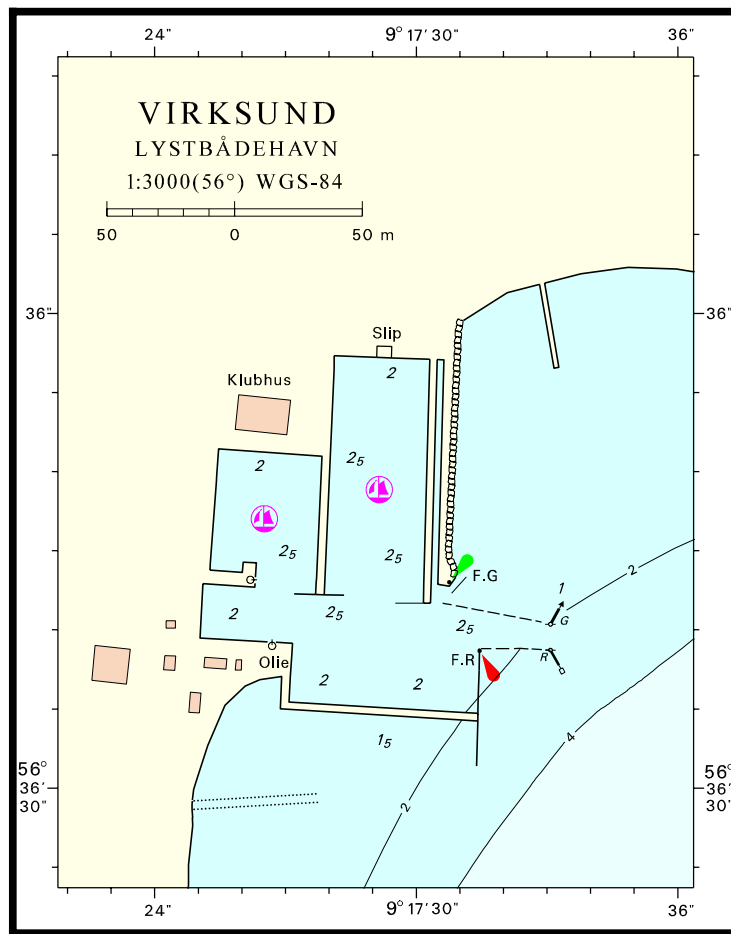 24" 9° 17' 30" 36"
VIRKSUND
LYSTBÅDEHAVN
1:3000(56°) WGS-84
50 0 50 m
36" 36"
Slip
2
Klubhus
2 2₅
2₅ 2₅
F.G
2
1
2 2₅ 2₅ G
F.R R
Olie
2 2
1₅ 4
56° 36' 30" 56° 36' 30"
2
24" 9° 17' 30" 36"